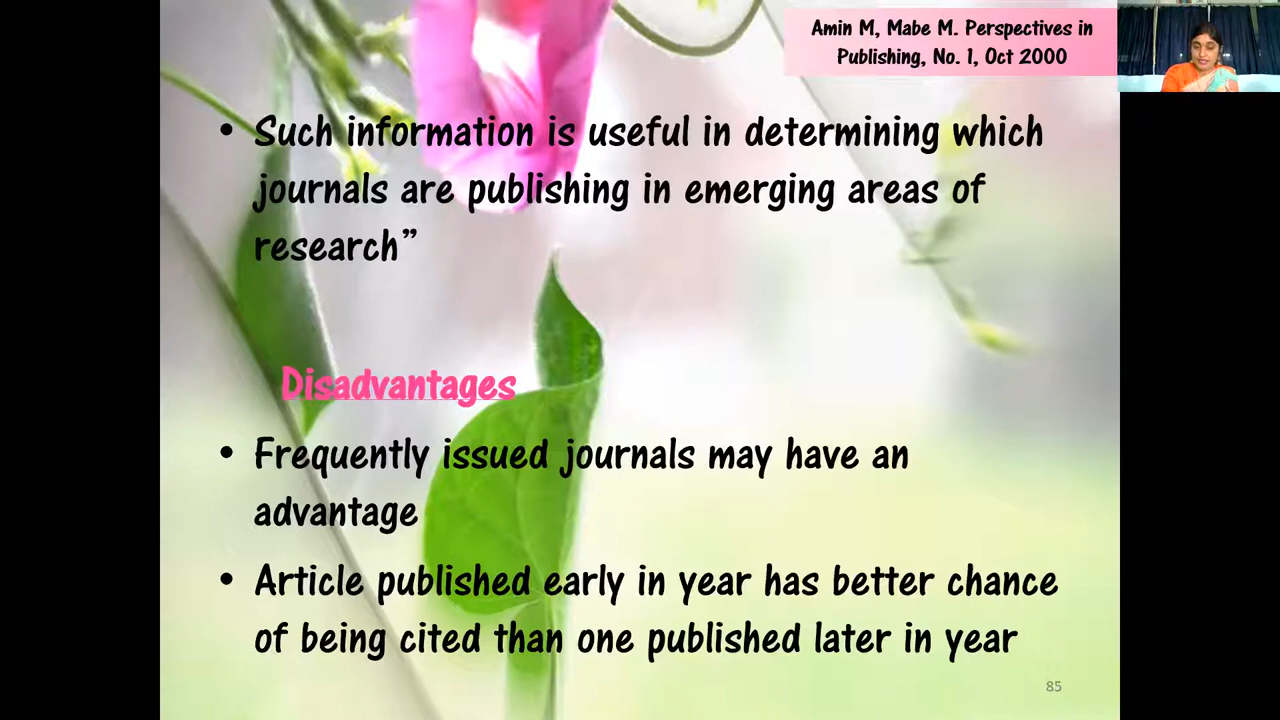 Amin M, Mabe M. Perspectives in
Publishing, No. 1, Oct 2000
• Such information is useful in determining which
journals are publishing in emerging areas of
research”
Disadvantages
• Frequently issued journals may have an
advantage
• Article published early in year has better chance
of being cited than one published later in year
85